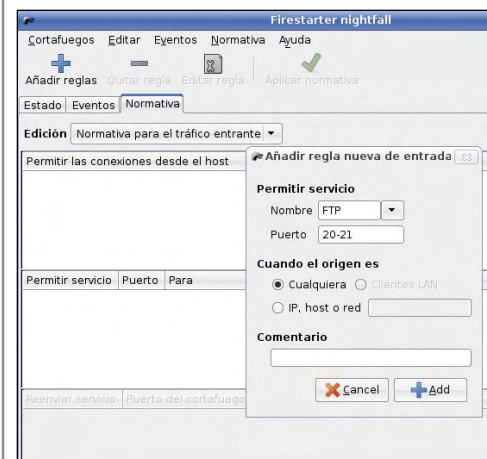 Firestarter nightfall
Cortafuegos Editar Eventos Normativa Ayuda
Añadir reglas Quitar regla Editar regla Aplicar normativa
Estado Eventos Normativa
Edición Normativa para el tráfico entrante
Permitir las conexiones desde el host
Permitir servicio Puerto Para
Reenviar servicio Puerto del cortafuego
Añadir regla nueva de entrada
Permitir servicio
Nombre FTP
Puerto 20-21
Cuando el origen es
Cualquiera Clientes LAN
IP, host o red
Comentario
Cancel Add